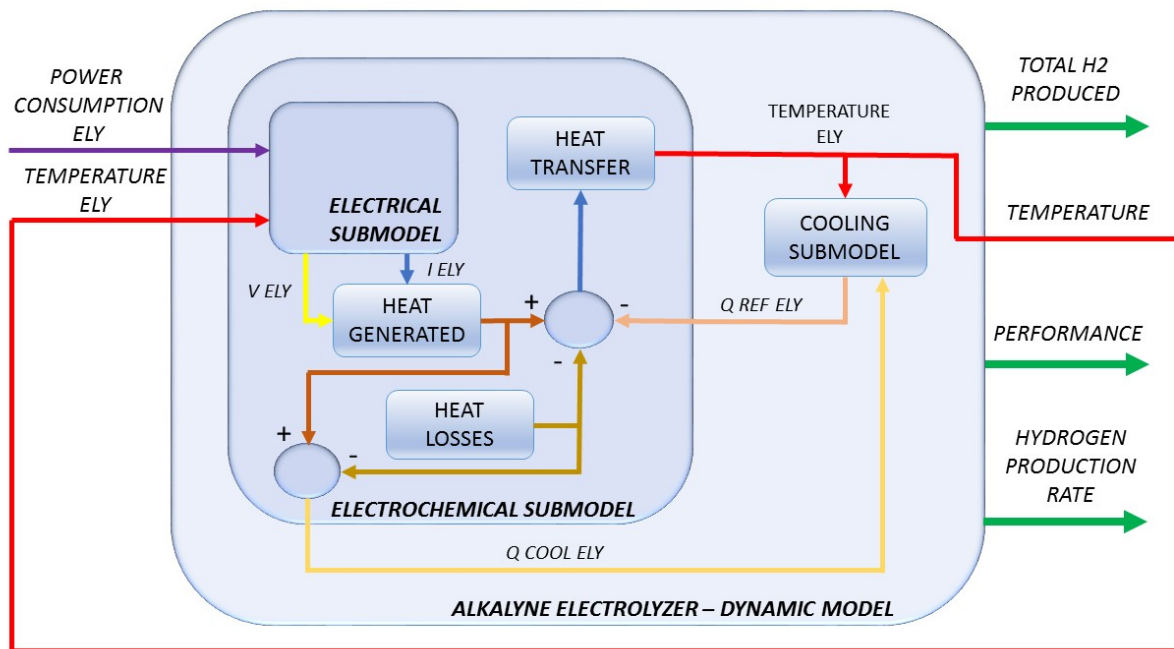 POWER
CONSUMPTION
ELY
TEMPERATURE
ELY
ELECTRICAL
SUBMODEL
V ELY
I ELY
HEAT
GENERATED
HEAT
TRANSFER
+
-
-
HEAT
LOSSES
+
-
ELECTROCHEMICAL SUBMODEL
TEMPERATURE
ELY
COOLING
SUBMODEL
Q REF ELY
Q COOL ELY
ALKALYNE ELECTROLYZER – DYNAMIC MODEL
TOTAL H2
PRODUCED
TEMPERATURE
PERFORMANCE
HYDROGEN
PRODUCTION
RATE